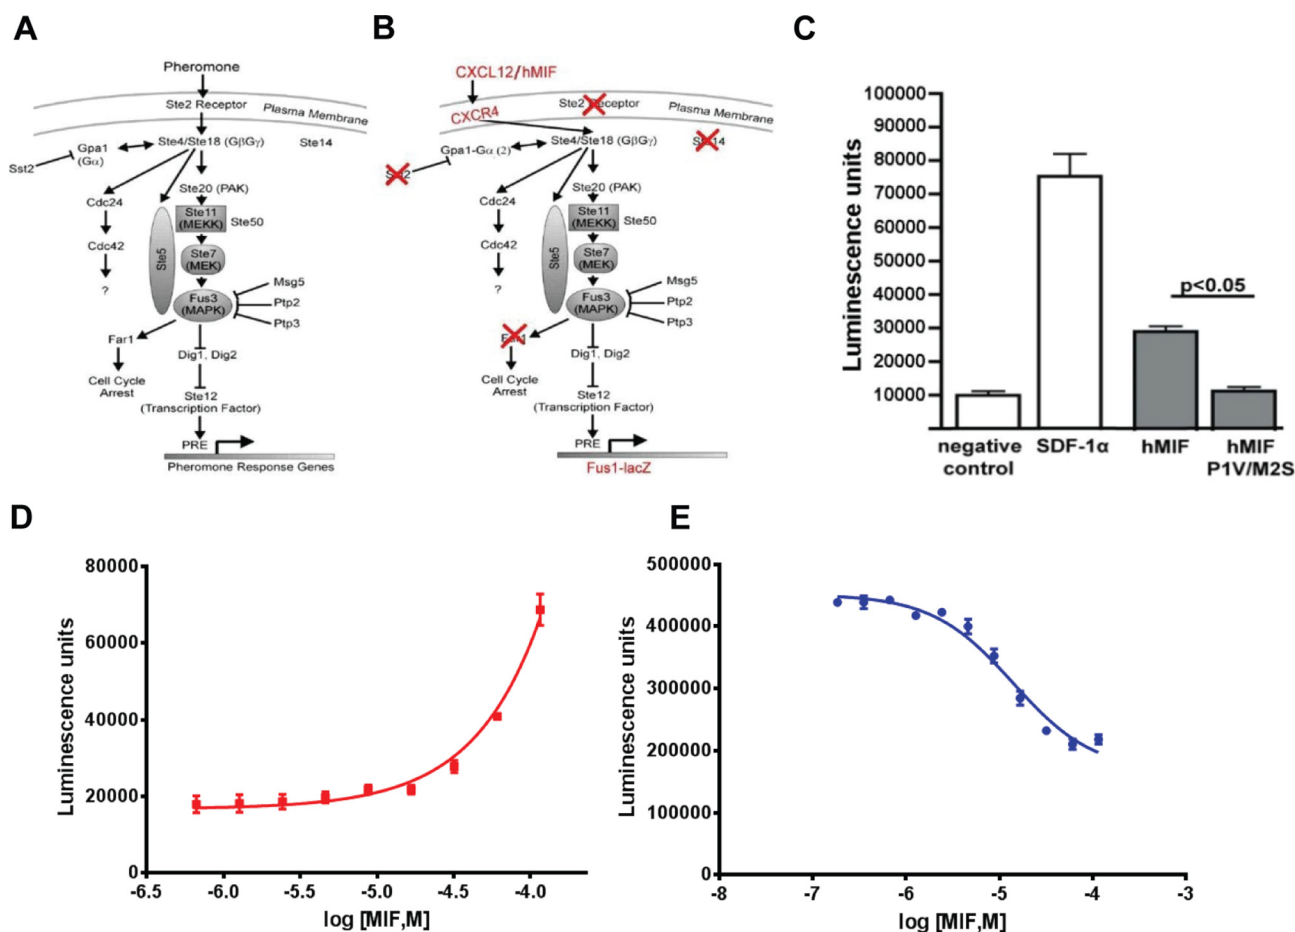 A
Pheromone
Ste2 Receptor
Plasma Membrane
Gpa1
(Gα)
Ste4/Ste18 (GβGγ)
Ste14
Sst2
Ste20 (PAK)
Cdc24
Ste11
(MEKK)
Ste50
Cdc42
Ste5
Ste7
(MEK)
?
Fus3
(MAPK)
Msg5
Ptp2
Ptp3
Far1
Dig1, Dig2
Cell Cycle
Arrest
Ste12
(Transcription Factor)
PRE
Pheromone Response Genes
B
CXCL12/hMIF
Ste2 Receptor
Plasma Membrane
CXCR4
Gpa1-Gα (2)
Ste4/Ste18 (GβGγ)
Ste14
Sst2
Ste20 (PAK)
Cdc24
Ste11
(MEKK)
Ste50
Cdc42
Ste5
Ste7
(MEK)
?
Fus3
(MAPK)
Msg5
Ptp2
Ptp3
Far1
Dig1, Dig2
Cell Cycle
Arrest
Ste12
(Transcription Factor)
PRE
Fus1-lacZ
C
Luminescence units
100000
90000
80000
70000
60000
50000
40000
30000
20000
10000
p<0.05
negative
control
SDF-1α
hMIF
hMIF
P1V/M2S
D
Luminescence units
80000
60000
40000
20000
0
-6.5
-6.0
-5.5
-5.0
-4.5
-4.0
log [MIF,M]
E
Luminescence units
500000
400000
300000
200000
100000
0
-8
-7
-6
-5
-4
-3
log [MIF,M]